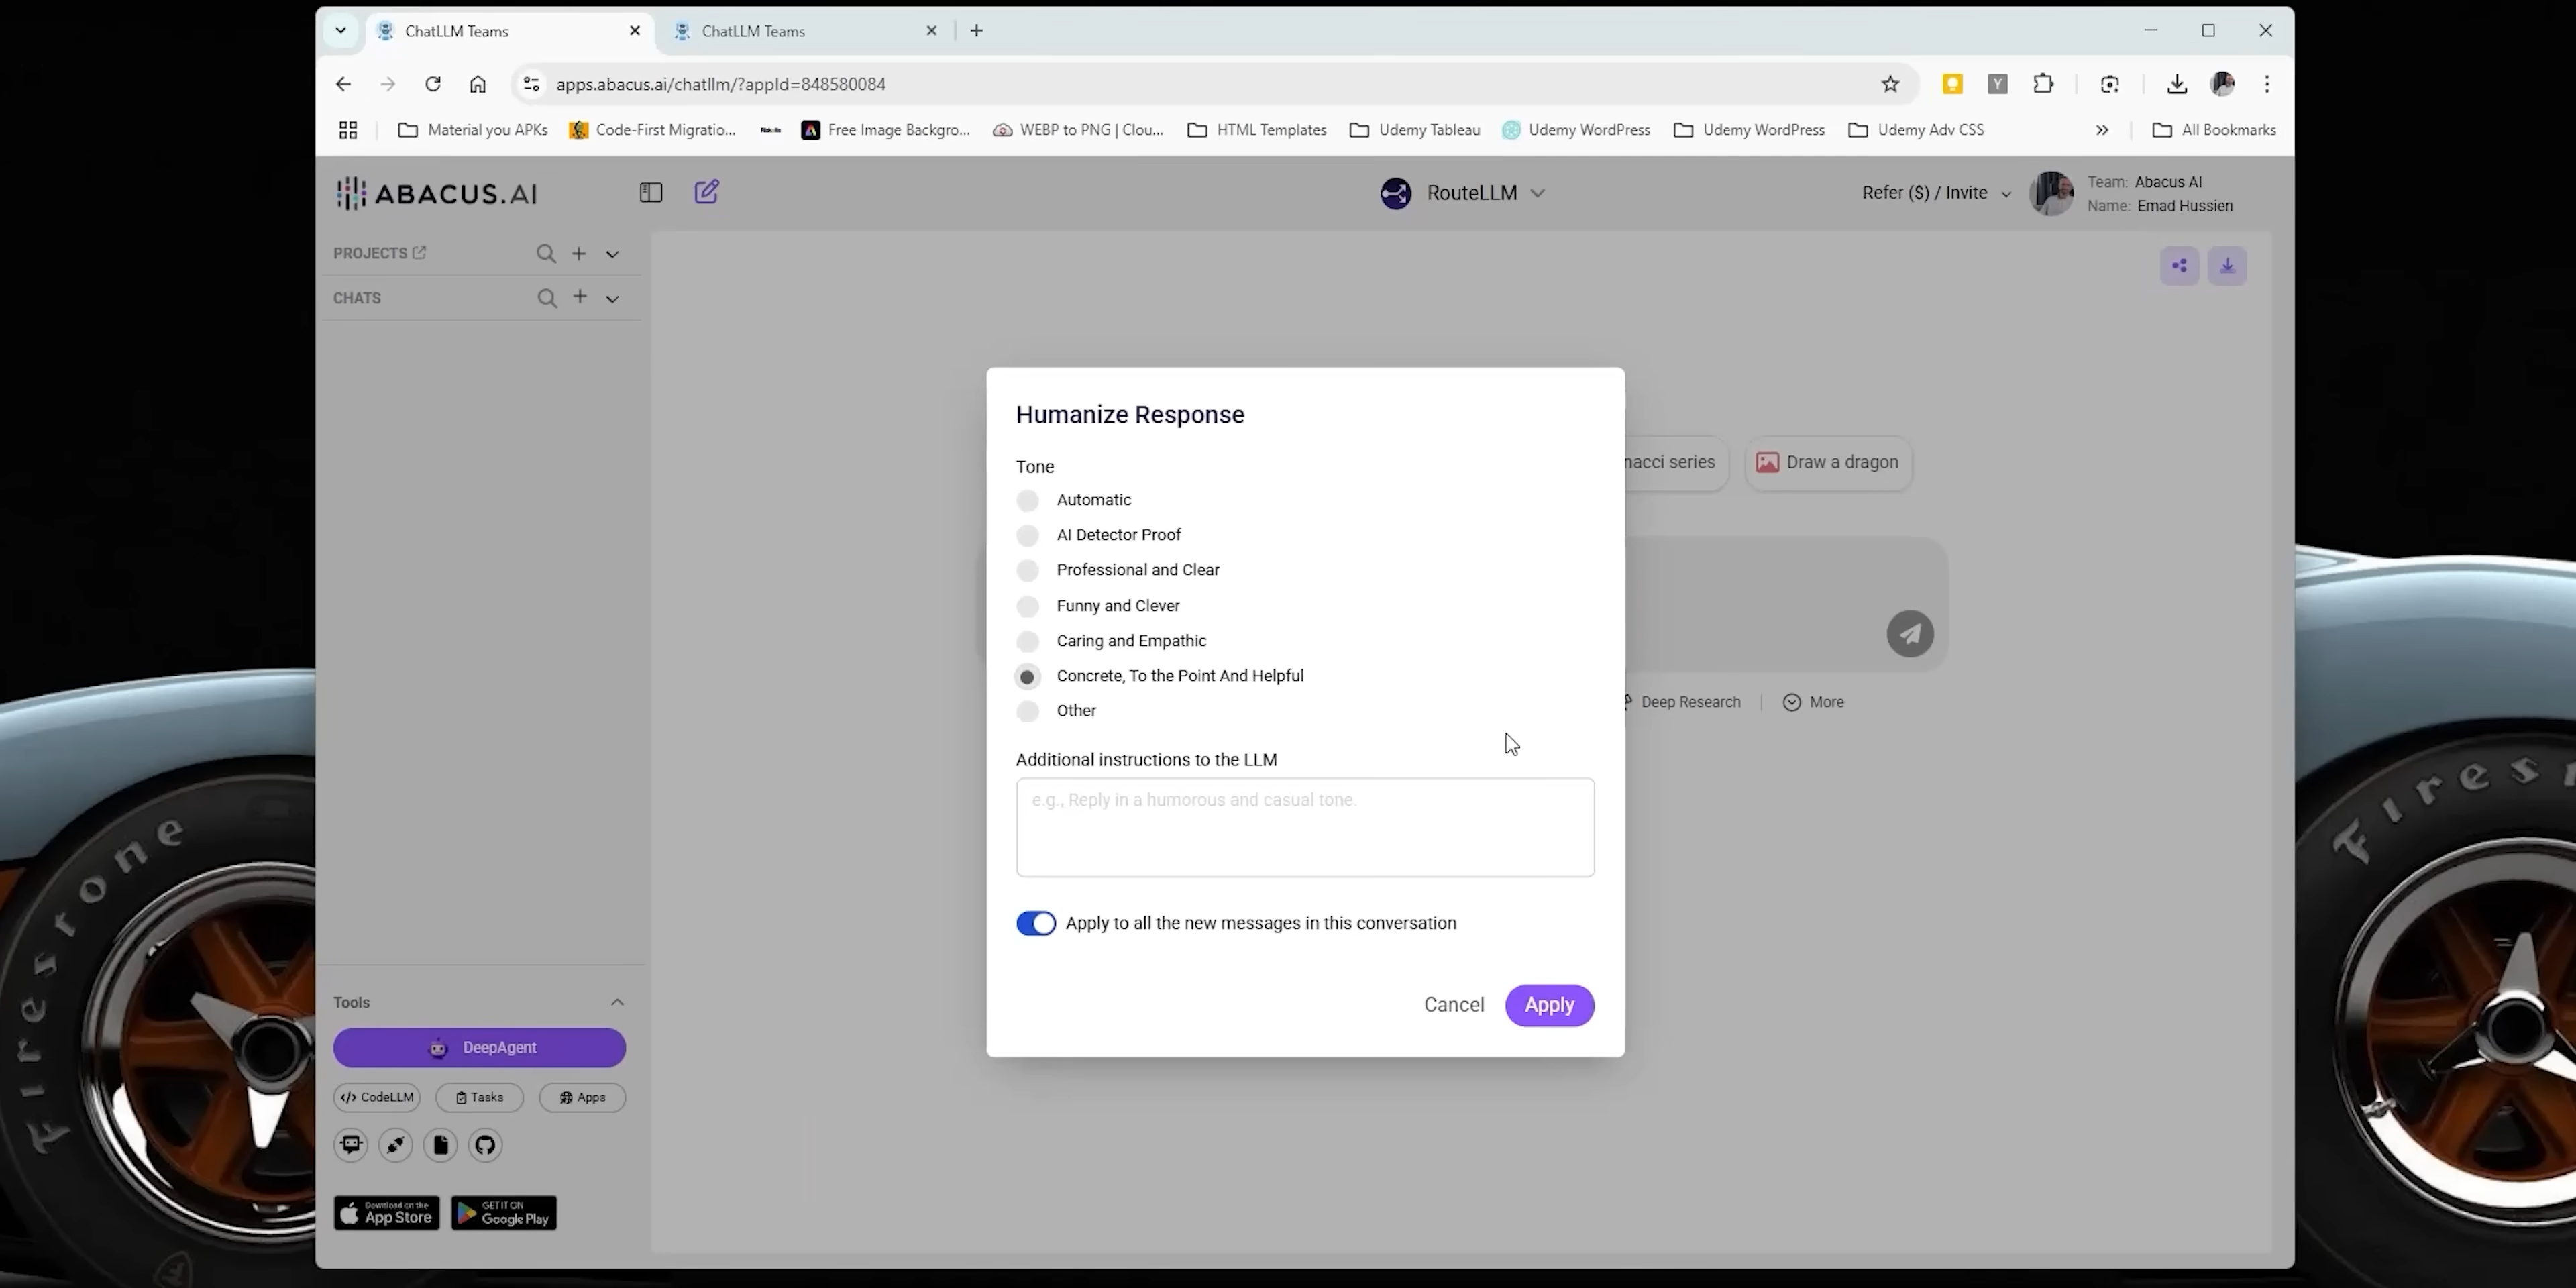 ChatLLM Teams
ChatLLM Teams
apps.abacus.ai/chatllm/?appId=848580084
Y
Material you APKs
Code-First Migratio...
Free Image Backgro...
WEBP to PNG | Clou...
HTML Templates
Udemy Tableau
Udemy WordPress
Udemy WordPress
Udemy Adv CSS
All Bookmarks
ABACUS.AI
RouteLLM
Refer ($) / Invite
Team: Abacus AI
Name: Emad Hussien
PROJECTS
CHATS
Humanize Response
Tone
Automatic
AI Detector Proof
Professional and Clear
Funny and Clever
Caring and Empathic
Concrete, To the Point And Helpful
Other
Additional instructions to the LLM
e.g., Reply in a humorous and casual tone.
Apply to all the new messages in this conversation
Cancel
Apply
nacci series
Draw a dragon
Deep Research
More
Tools
DeepAgent
</> CodeLLM
Tasks
Apps
Download on the
App Store
GET IT ON
Google Play
Firestone
Firestone
Firest